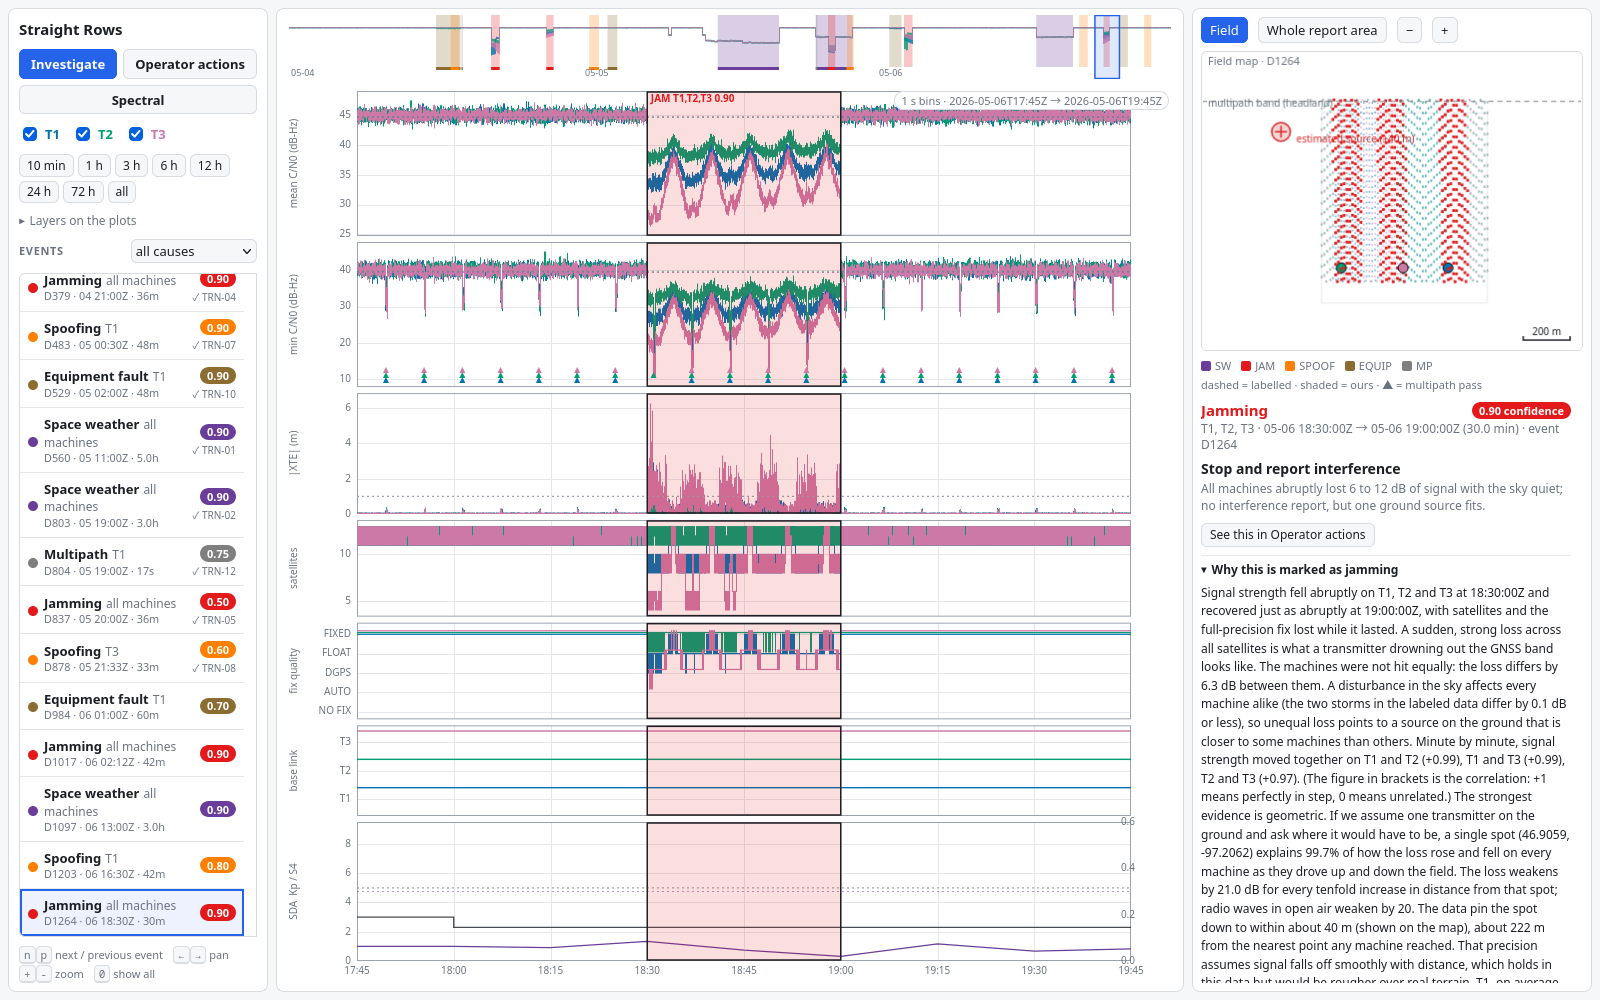 Straight Rows
Investigate
Operator actions
Spectral
T1
T2
T3
10 min
1 h
3 h
6 h
12 h
24 h
72 h
all
▸ Layers on the plots
EVENTS
all causes
Jamming all machines
0.90
D379 · 04 21:00Z · 36m
✓ TRN-04
Spoofing T1
0.90
D483 · 05 00:30Z · 48m
✓ TRN-07
Equipment fault T1
0.90
D529 · 05 02:00Z · 48m
✓ TRN-10
Space weather all
machines
0.90
D560 · 05 11:00Z · 5.0h
✓ TRN-01
Space weather all
machines
0.90
D803 · 05 19:00Z · 3.0h
✓ TRN-02
Multipath T1
0.75
D804 · 05 19:00Z · 17s
✓ TRN-12
Jamming all machines
0.50
D837 · 05 20:00Z · 36m
✓ TRN-05
Spoofing T3
0.60
D878 · 05 21:33Z · 33m
✓ TRN-08
Equipment fault T1
0.70
D984 · 06 01:00Z · 60m
Jamming all machines
0.90
D1017 · 06 02:12Z · 42m
Space weather all
machines
0.90
D1097 · 06 13:00Z · 3.0h
Spoofing T1
0.80
D1203 · 06 16:30Z · 42m
Jamming all machines
0.90
D1264 · 06 18:30Z · 30m
n p next / previous event ← → pan
+ - zoom 0 show all
05-04
05-05
05-06
JAM T1,T2,T3 0.90
1 s bins · 2026-05-06T17:45Z → 2026-05-06T19:45Z
mean C/N0 (dB-Hz)
45
40
35
30
25
min C/N0 (dB-Hz)
40
30
20
10
|XTE| (m)
6
4
2
0
satellites
10
5
fix quality
FIXED
FLOAT
DGPS
AUTO
NO FIX
base link
T3
T2
T1
SDA Kp / S4
8
6
4
2
0
0.6
0.4
0.2
0.0
17:45
18:00
18:15
18:30
18:45
19:00
19:15
19:30
19:45
Field
Whole report area
−
+
Field map · D1264
multipath band (headland)
estimated source (±40 m)
200 m
SW JAM SPOOF EQUIP MP
dashed = labelled · shaded = ours · ▲ = multipath pass
Jamming
0.90 confidence
T1, T2, T3 · 05-06 18:30:00Z → 05-06 19:00:00Z (30.0 min) · event
D1264
Stop and report interference
All machines abruptly lost 6 to 12 dB of signal with the sky quiet;
no interference report, but one ground source fits.
See this in Operator actions
▾ Why this is marked as jamming
Signal strength fell abruptly on T1, T2 and T3 at 18:30:00Z and
recovered just as abruptly at 19:00:00Z, with satellites and the
full-precision fix lost while it lasted. A sudden, strong loss across
all satellites is what a transmitter drowning out the GNSS band
looks like. The machines were not hit equally: the loss differs by
6.3 dB between them. A disturbance in the sky affects every
machine alike (the two storms in the labeled data differ by 0.1 dB
or less), so unequal loss points to a source on the ground that is
closer to some machines than others. Minute by minute, signal
strength moved together on T1 and T2 (+0.99), T1 and T3 (+0.99),
T2 and T3 (+0.97). (The figure in brackets is the correlation: +1
means perfectly in step, 0 means unrelated.) The strongest
evidence is geometric. If we assume one transmitter on the
ground and ask where it would have to be, a single spot (46.9059,
-97.2062) explains 99.7% of how the loss rose and fell on every
machine as they drove up and down the field. The loss weakens
by 21.0 dB for every tenfold increase in distance from that spot;
radio waves in open air weaken by 20. The data pin the spot
down to within about 40 m (shown on the map), about 222 m
from the nearest point any machine reached. That precision
assumes signal falls off smoothly with distance, which holds in
this data but would be rougher over real terrain. T1, on average